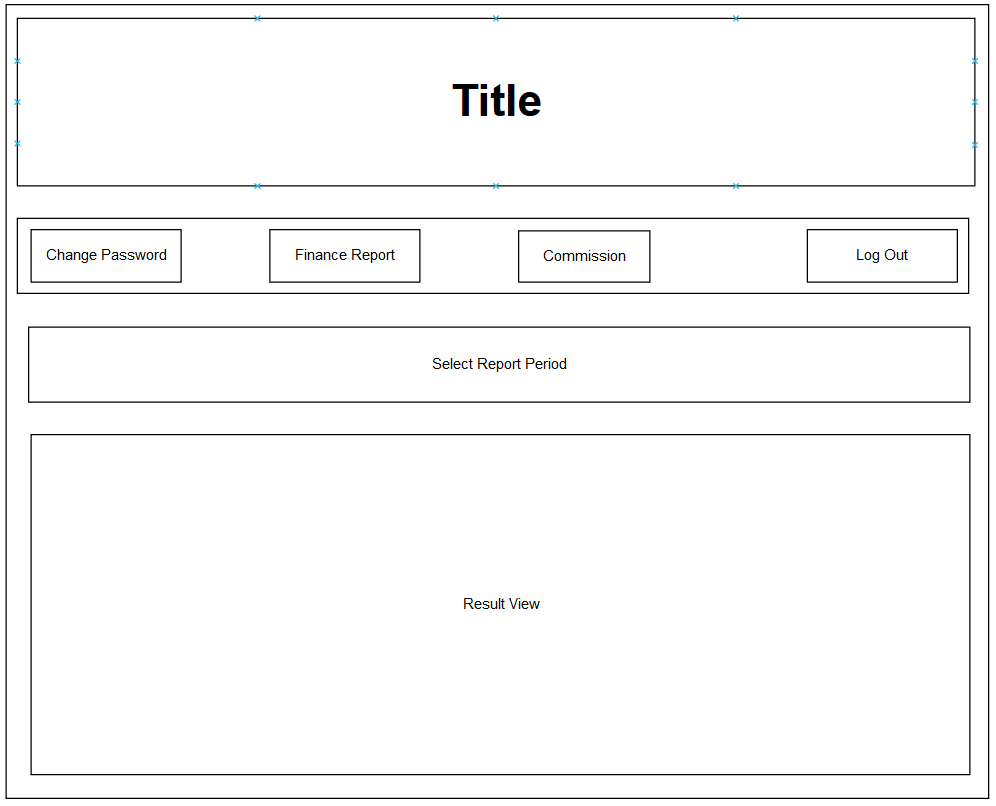 Title
Change Password
Finance Report
Commission
Log Out
Select Report Period
Result View